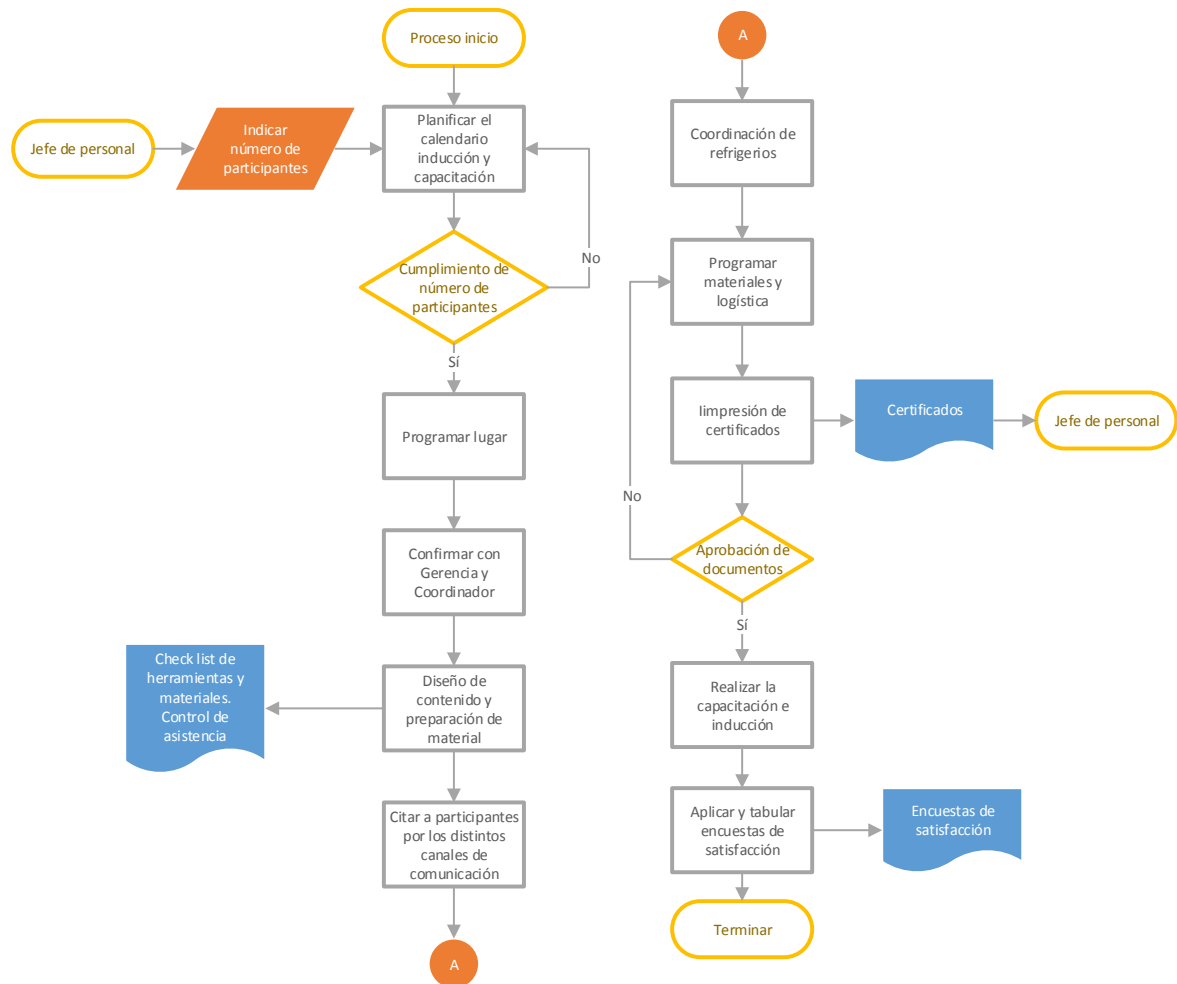 Proceso inicio
Jefe de personal
Indicar
número de
participantes
Planificar el
calendario
inducción y
capacitación
No
Cumplimiento de
número de
participantes
Sí
Programar lugar
Confirmar con
Gerencia y
Coordinador
Diseño de
contenido y
preparación de
material
Check list de
herramientas y
materiales.
Control de
asistencia
Citar a participantes
por los distintos
canales de
comunicación
A
A
Coordinación de
refrigerios
Programar
materiales y
logística
Iimpresión de
certificados
Certificados
Jefe de personal
No
Aprobación de
documentos
Sí
Realizar la
capacitación e
inducción
Aplicar y tabular
encuestas de
satisfacción
Encuestas de
satisfacción
Terminar